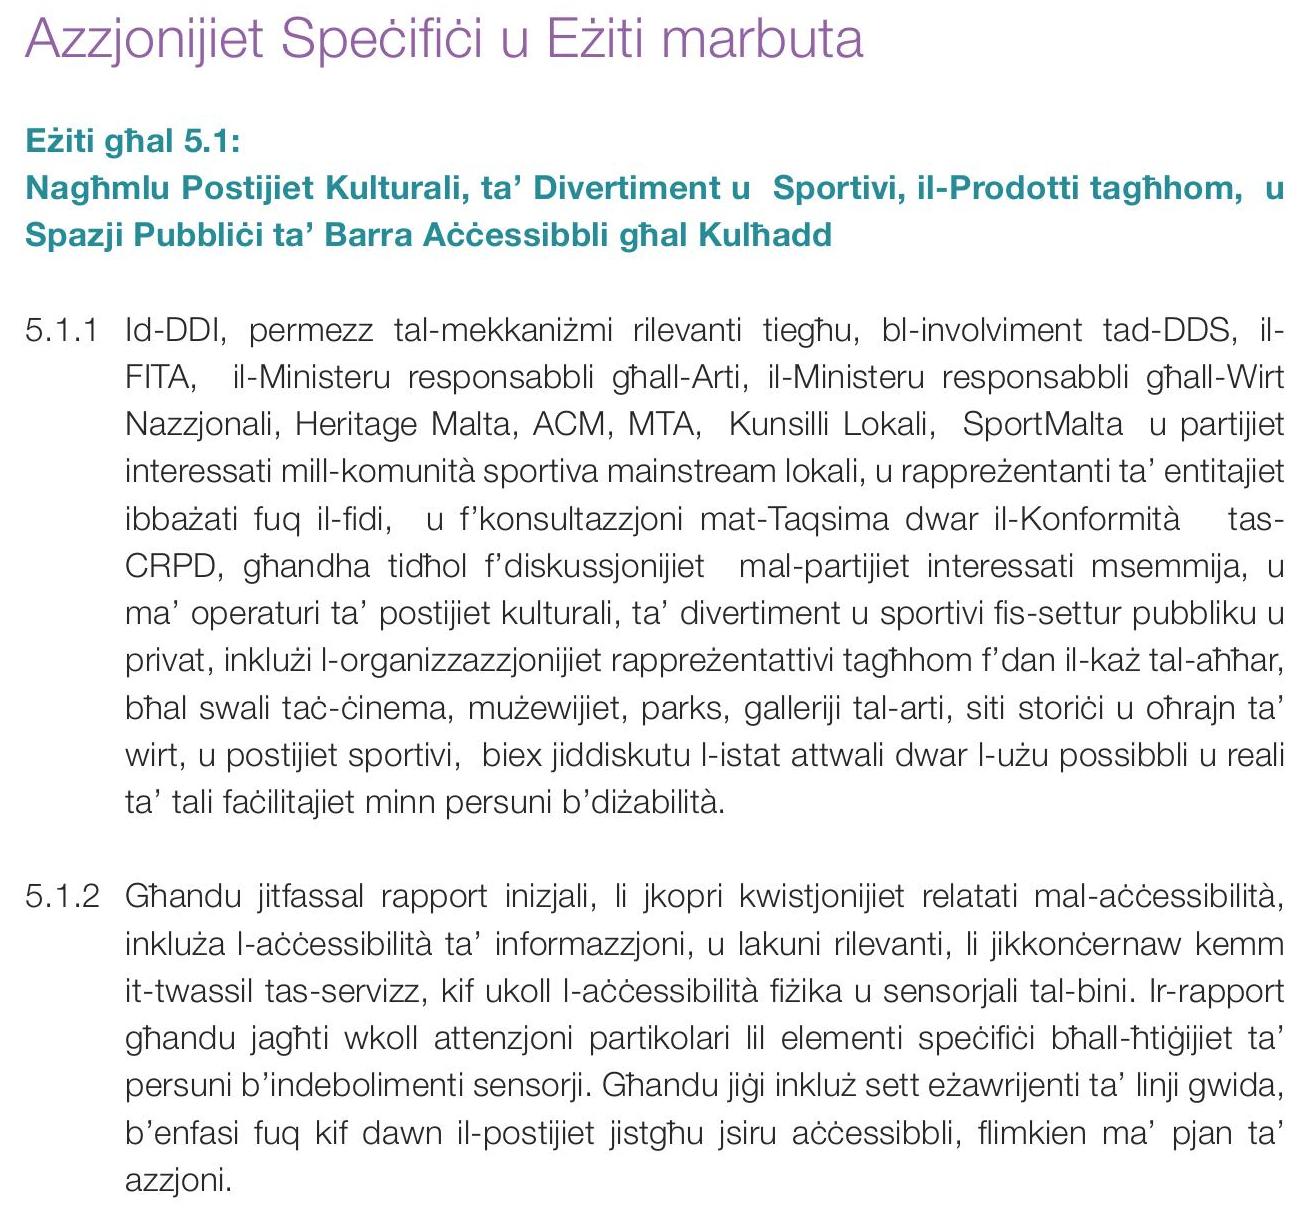 Azzjonijiet Speċifiċi u Eżiti marbuta
Eżiti għal 5.1:
Nagħmlu Postijiet Kulturali, ta’ Divertiment u Sportivi, il-Prodotti tagħhom, u
Spazji Pubbliċi ta’ Barra Aċċessibbli għal Kulħadd
5.1.1 Id-DDI, permezz tal-mekkaniżmi rilevanti tiegħu, bl-involviment tad-DDS, il-
FITA, il-Ministeru responsabbli għall-Arti, il-Ministeru responsabbli għall-Wirt
Nazzjonali, Heritage Malta, ACM, MTA, Kunsilli Lokali, SportMalta u partijiet
interessati mill-komunità sportiva mainstream lokali, u rappreżentanti ta’ entitajiet
ibbażati fuq il-fidi, u f’konsultazzjoni mat-Taqsima dwar il-Konformità tas-
CRPD, għandha tidħol f’diskussjonijiet mal-partijiet interessati msemmija, u
ma’ operaturi ta’ postijiet kulturali, ta’ divertiment u sportivi fis-settur pubbliku u
privat, inklużi l-organizzazzjonijiet rappreżentattivi tagħhom f’dan il-każ tal-aħħar,
bħal swali taċ-ċinema, mużewijiet, parks, galleriji tal-arti, siti storiċi u oħrajn ta’
wirt, u postijiet sportivi, biex jiddiskutu l-istat attwali dwar l-użu possibbli u reali
ta’ tali faċilitajiet minn persuni b’diżabilità.
5.1.2 Għandu jitfassal rapport inizjali, li jkopri kwistjonijiet relatati mal-aċċessibilità,
inkluża l-aċċessibilità ta’ informazzjoni, u lakuni rilevanti, li jikkonċernaw kemm
it-twassil tas-servizz, kif ukoll l-aċċessibilità fiżika u sensorjali tal-bini. Ir-rapport
għandu jagħti wkoll attenzjoni partikolari lil elementi speċifiċi bħall-ħtiġijiet ta’
persuni b’indebolimenti sensorji. Għandu jiġi inkluż sett eżawrijenti ta’ linji gwida,
b’enfasi fuq kif dawn il-postijiet jistgħu jsiru aċċessibbli, flimkien ma’ pjan ta’
azzjoni.